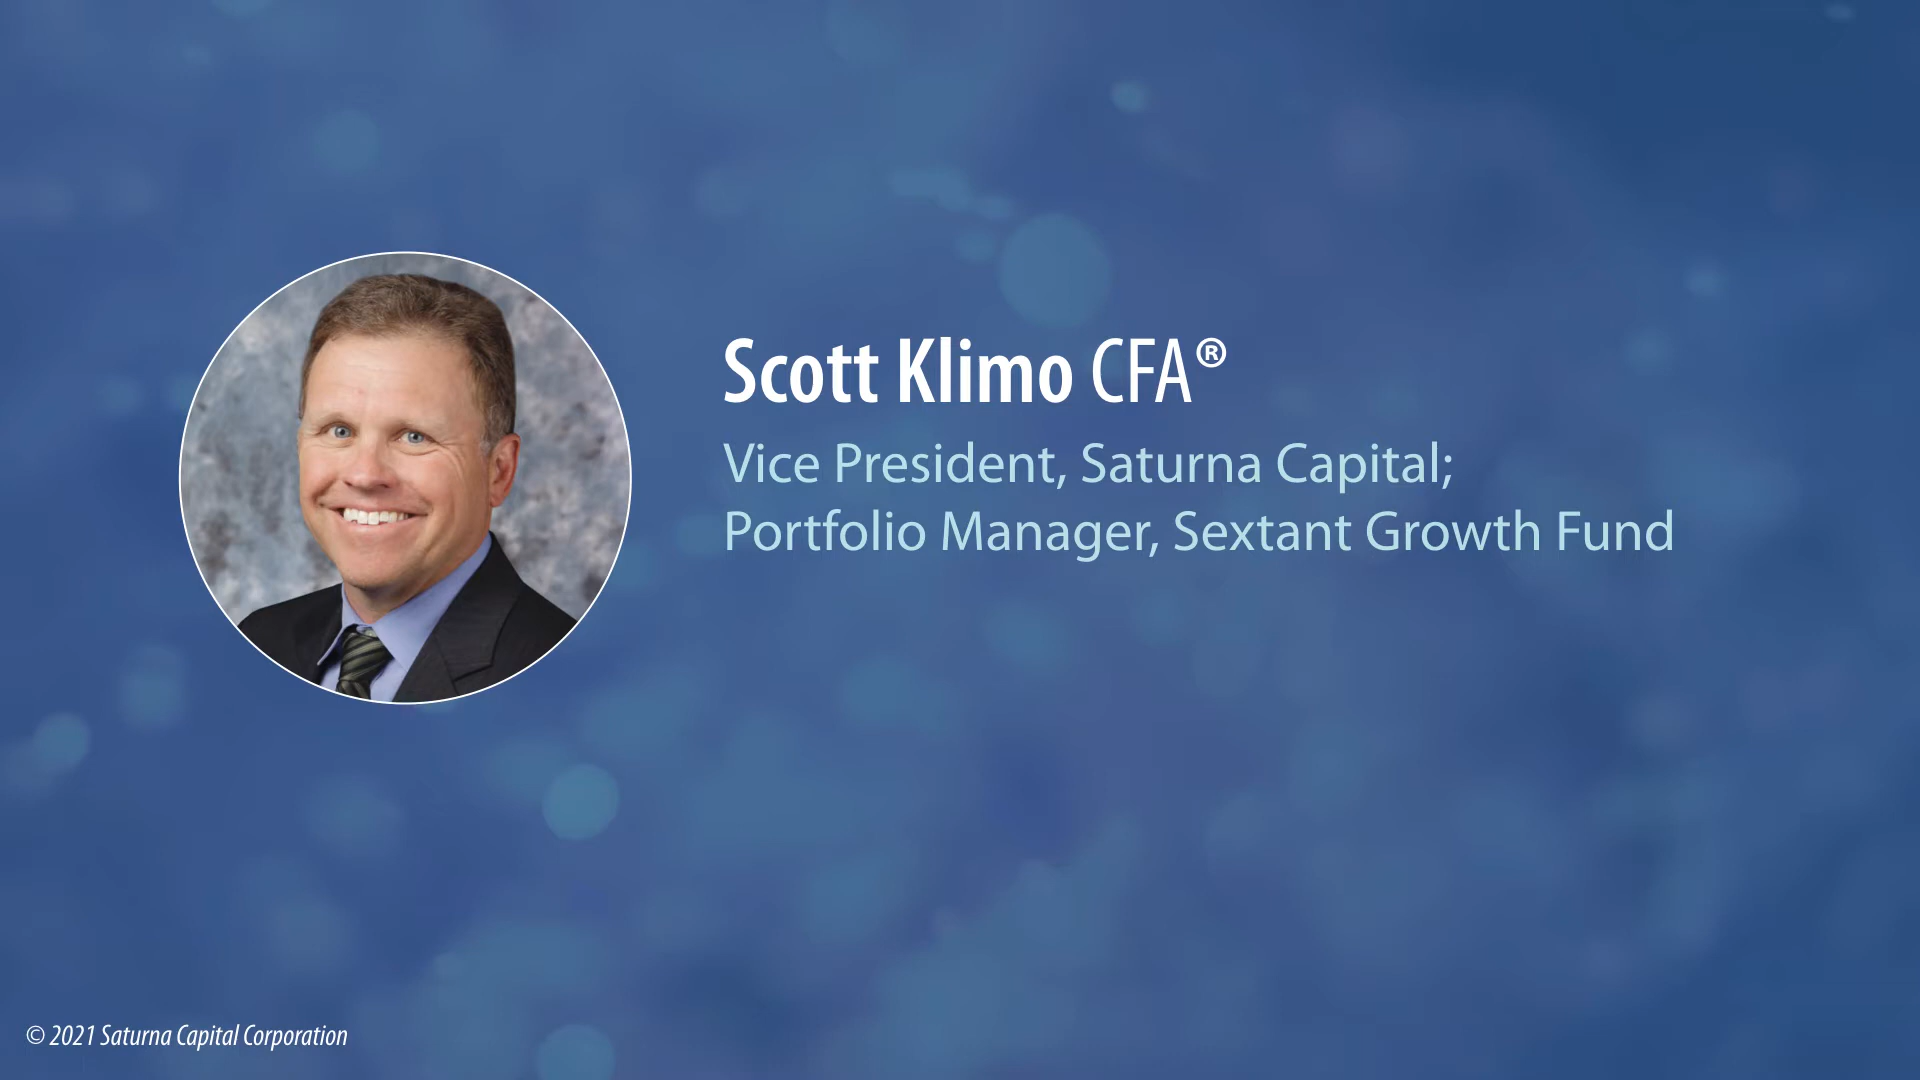 Scott Klimo CFA®
Vice President, Saturna Capital;
Portfolio Manager, Sextant Growth Fund
© 2021 Saturna Capital Corporation